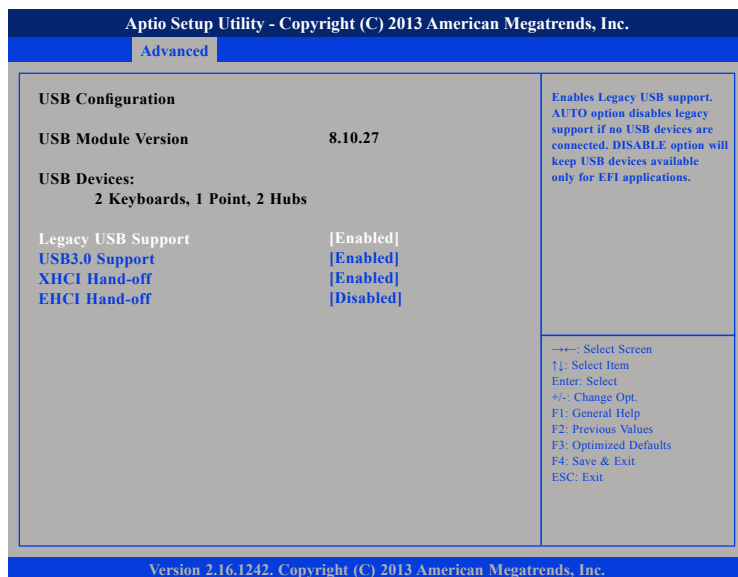 Aptio Setup Utility - Copyright (C) 2013 American Megatrends, Inc.
Advanced
USB Configuration
USB Module Version 8.10.27
USB Devices:
2 Keyboards, 1 Point, 2 Hubs
Legacy USB Support [Enabled]
USB3.0 Support [Enabled]
XHCI Hand-off [Enabled]
EHCI Hand-off [Disabled]
Enables Legacy USB support.
AUTO option disables legacy
support if no USB devices are
connected. DISABLE option will
keep USB devices available
only for EFI applications.
→←: Select Screen
↑↓: Select Item
Enter: Select
+/-: Change Opt.
F1: General Help
F2: Previous Values
F3: Optimized Defaults
F4: Save & Exit
ESC: Exit
Version 2.16.1242. Copyright (C) 2013 American Megatrends, Inc.